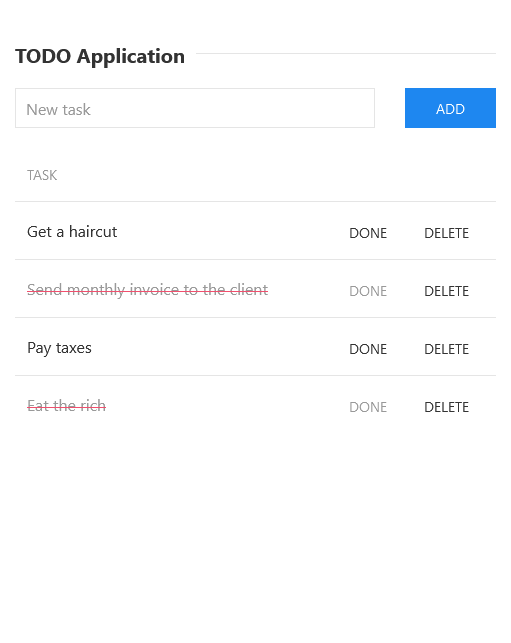 TODO Application
New task
ADD
TASK
Get a haircut DONE DELETE
Send monthly invoice to the client DONE DELETE
Pay taxes DONE DELETE
Eat the rich DONE DELETE